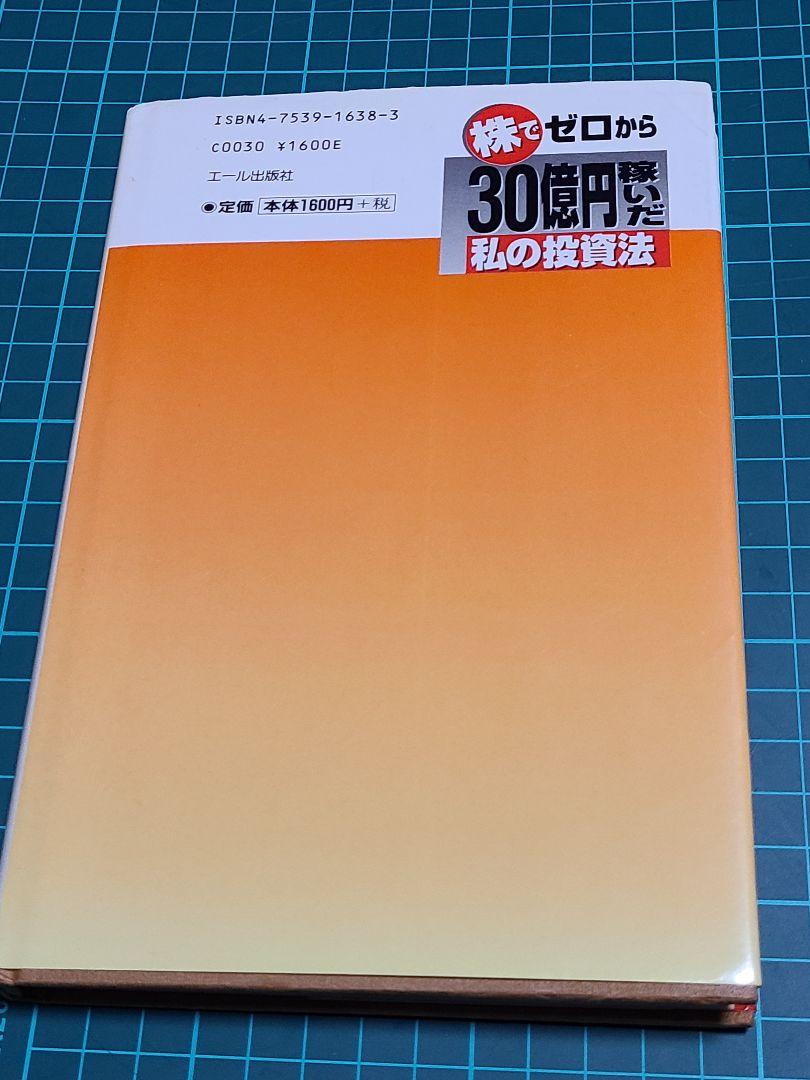 ISBN4-7539-1638-3
C0030 ¥1600E
エール出版社
●定価 本体1600円+税
株で ゼロから
30億円稼いだ
私の投資法